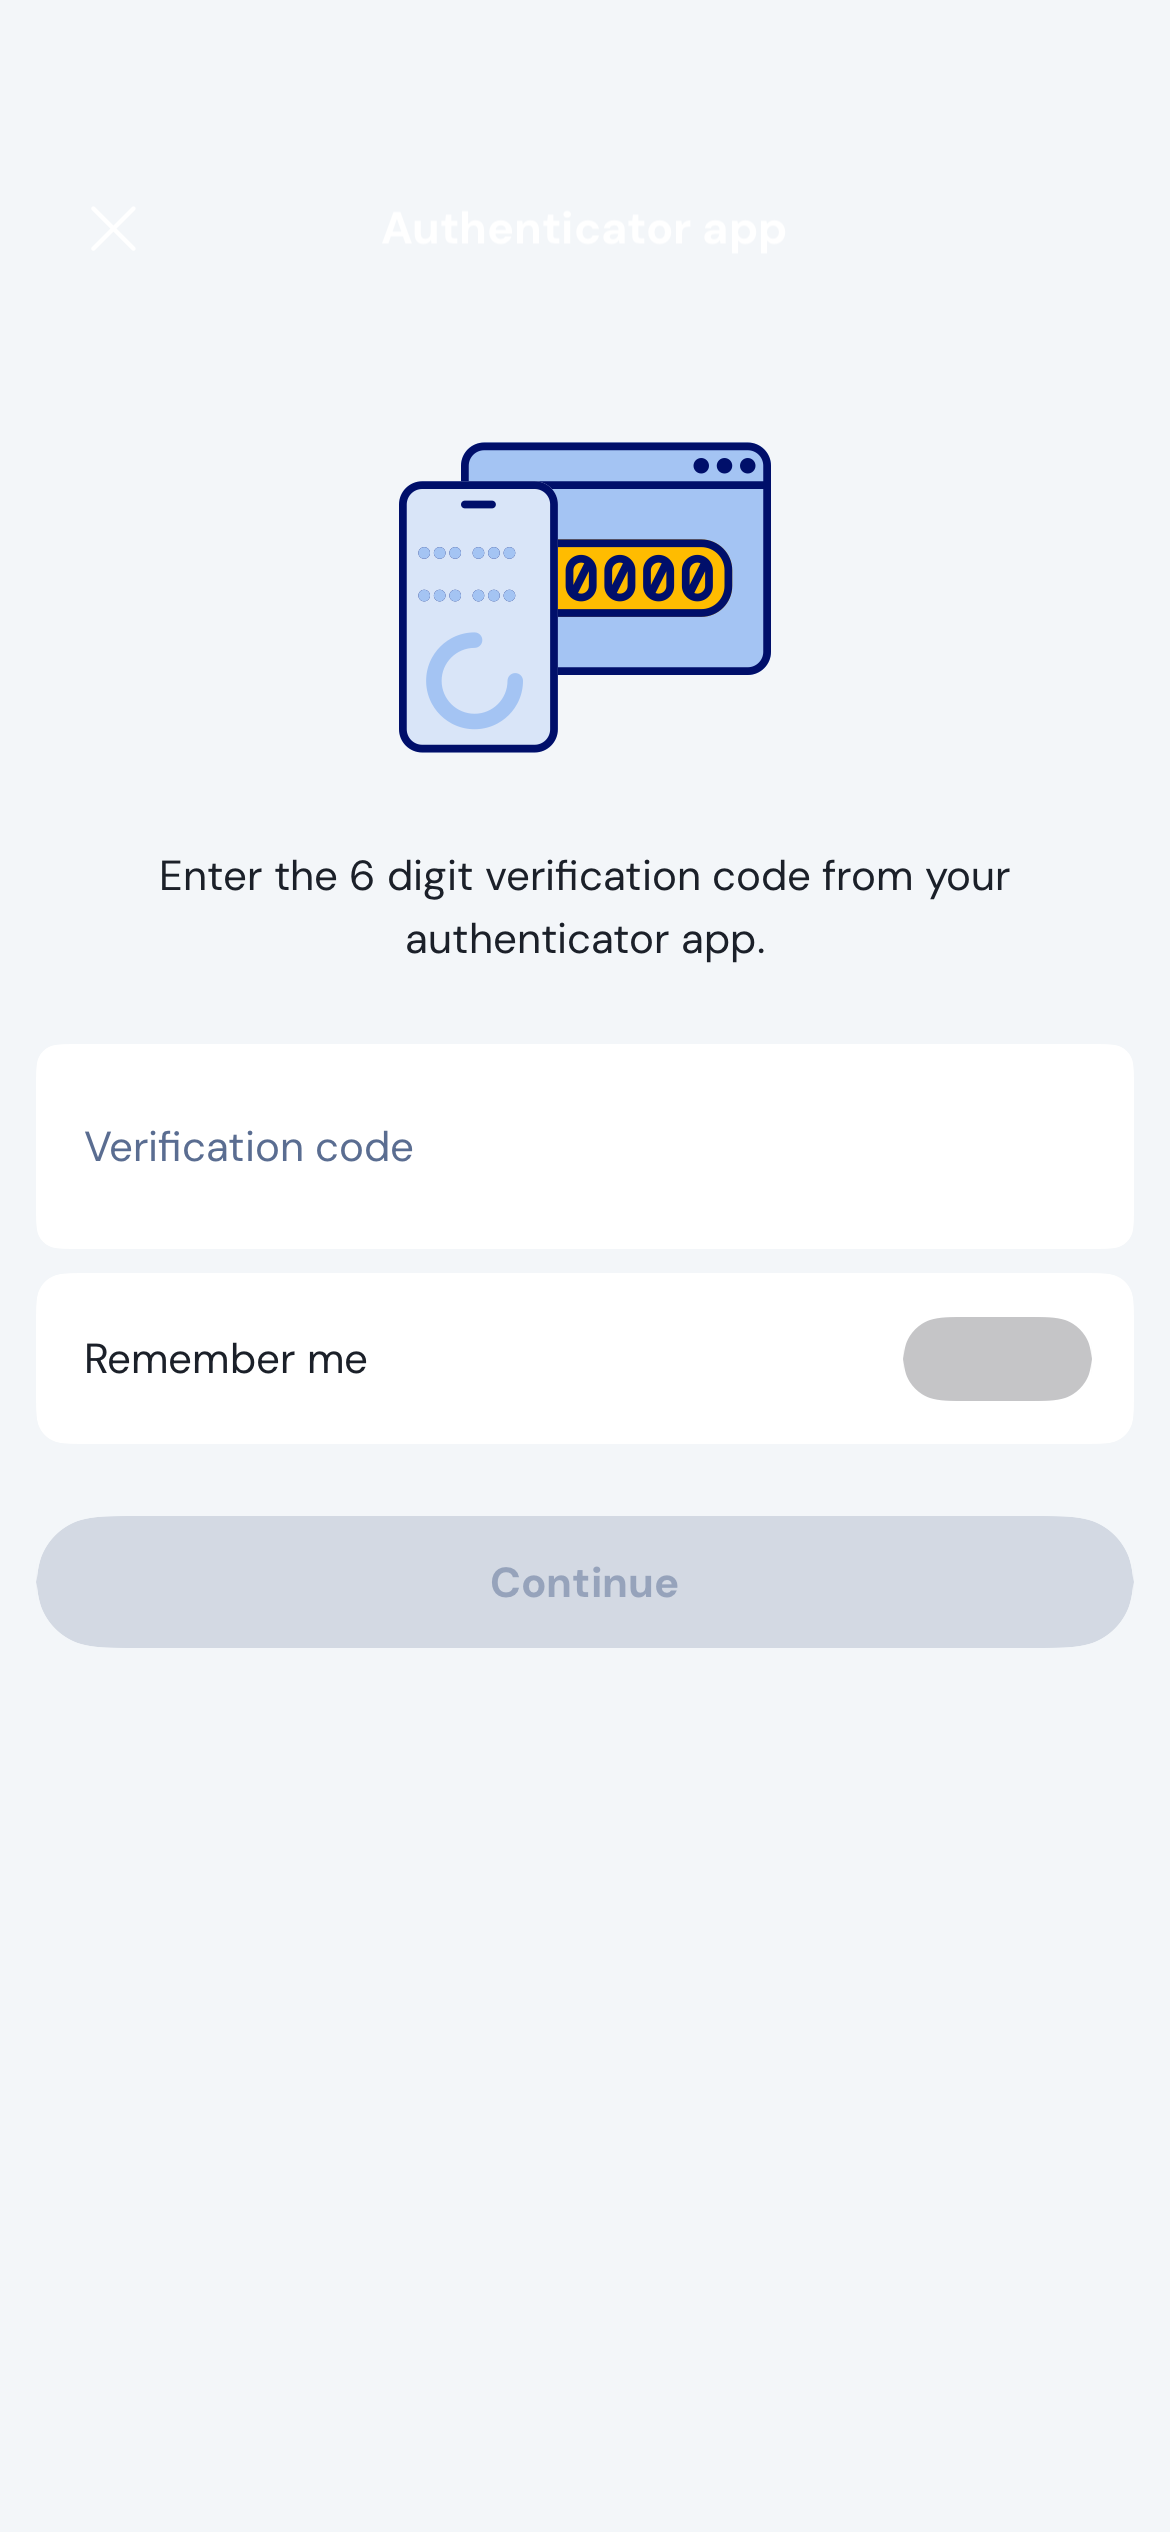 Authenticator app
0000
Enter the 6 digit verification code from your
authenticator app.
Verification code
Remember me
Continue